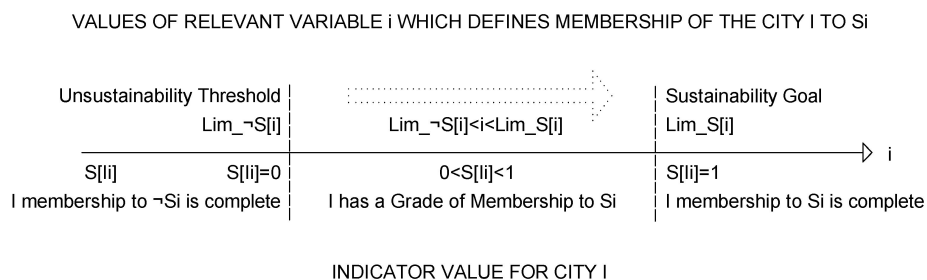 VALUES OF RELEVANT VARIABLE i WHICH DEFINES MEMBERSHIP OF THE CITY I TO Si
Unsustainability Threshold
Sustainability Goal
Lim_¬S[i]
Lim_¬S[i]<i<Lim_S[i]
Lim_S[i]
i
S[Ii]
S[Ii]=0
0<S[Ii]<1
S[Ii]=1
I membership to ¬Si is complete
I has a Grade of Membership to Si
I membership to Si is complete
INDICATOR VALUE FOR CITY I